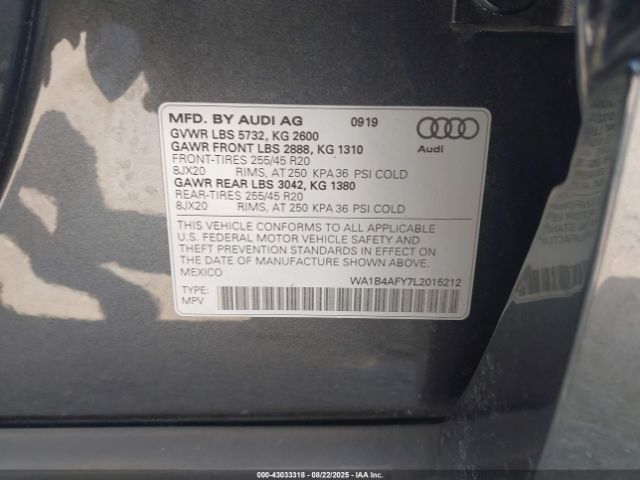 MFD. BY AUDI AG 0919
GVWR LBS 5732, KG 2600
GAWR FRONT LBS 2888, KG 1310
FRONT-TIRES 255/45 R20
8JX20 RIMS, AT 250 KPA 36 PSI COLD
GAWR REAR LBS 3042, KG 1380
REAR-TIRES 255/45 R20
8JX20 RIMS, AT 250 KPA 36 PSI COLD
Audi
THIS VEHICLE CONFORMS TO ALL APPLICABLE
U.S. FEDERAL MOTOR VEHICLE SAFETY AND
THEFT PREVENTION STANDARDS IN EFFECT ON
THE DATE OF MANUFACTURE SHOWN ABOVE.
MEXICO
WA1B4AFY7L2015212
TYPE:
MPV
000-43033318 - 08/22/2025 - IAAI.COM